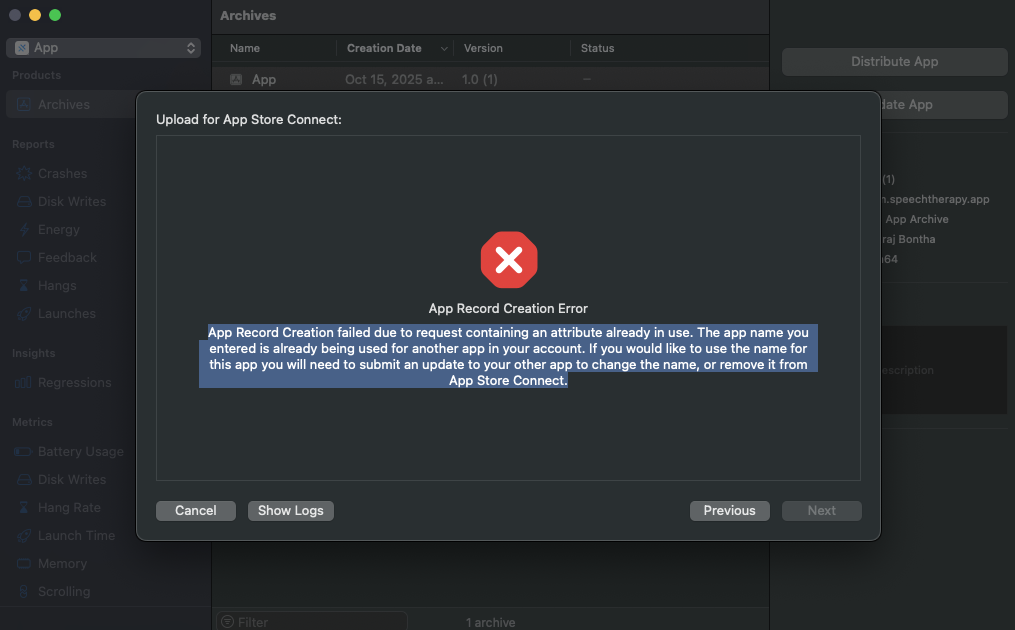 Archives
App
Name
Creation Date
Version
Status
Products
Archives
App
Oct 15, 2025 a...
1.0 (1)
--
Distribute App
date App
Upload for App Store Connect:
Reports
Crashes
Disk Writes
Energy
Feedback
Hangs
Launches
Insights
Regressions
Metrics
Battery Usage
Disk Writes
Hang Rate
Launch Time
Memory
Scrolling
App Record Creation Error
App Record Creation failed due to request containing an attribute already in use. The app name you
entered is already being used for another app in your account. If you would like to use the name for
this app you will need to submit an update to your other app to change the name, or remove it from
App Store Connect.
Cancel
Show Logs
Previous
Next
(1)
n.speechtherapy.app
App Archive
raj Bontha
64
escription
Filter
1 archive